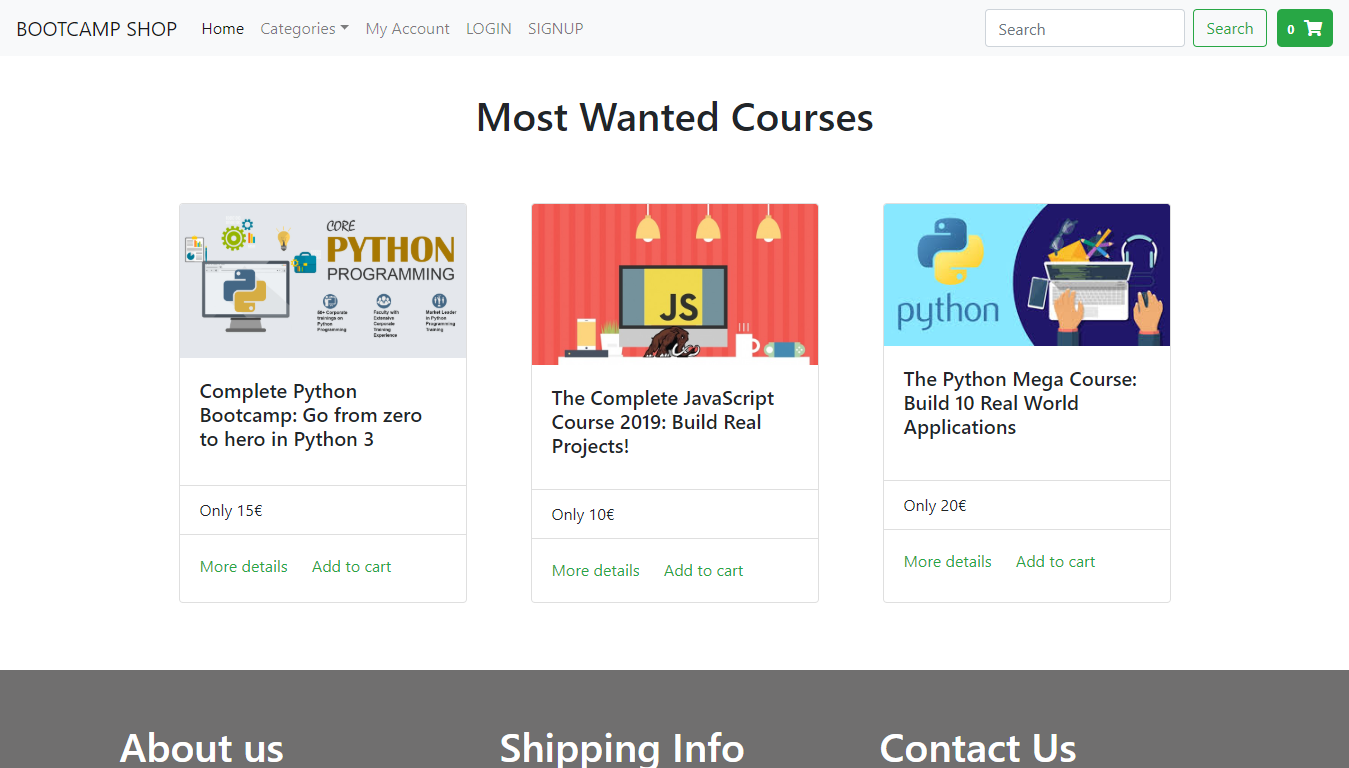 BOOTCAMP SHOP Home Categories My Account LOGIN SIGNUP Search Search 0
Most Wanted Courses
CORE
PYTHON
PROGRAMMING
50+ Corporate
trainings on
Python
Programming
Faculty with
Extensive
Corporate
Training
Experience
Market Leader
in Python
Programming
Training
Complete Python
Bootcamp: Go from zero
to hero in Python 3
Only 15€
More details Add to cart
JS
The Complete JavaScript
Course 2019: Build Real
Projects!
Only 10€
More details Add to cart
python
The Python Mega Course:
Build 10 Real World
Applications
Only 20€
More details Add to cart
About us Shipping Info Contact Us